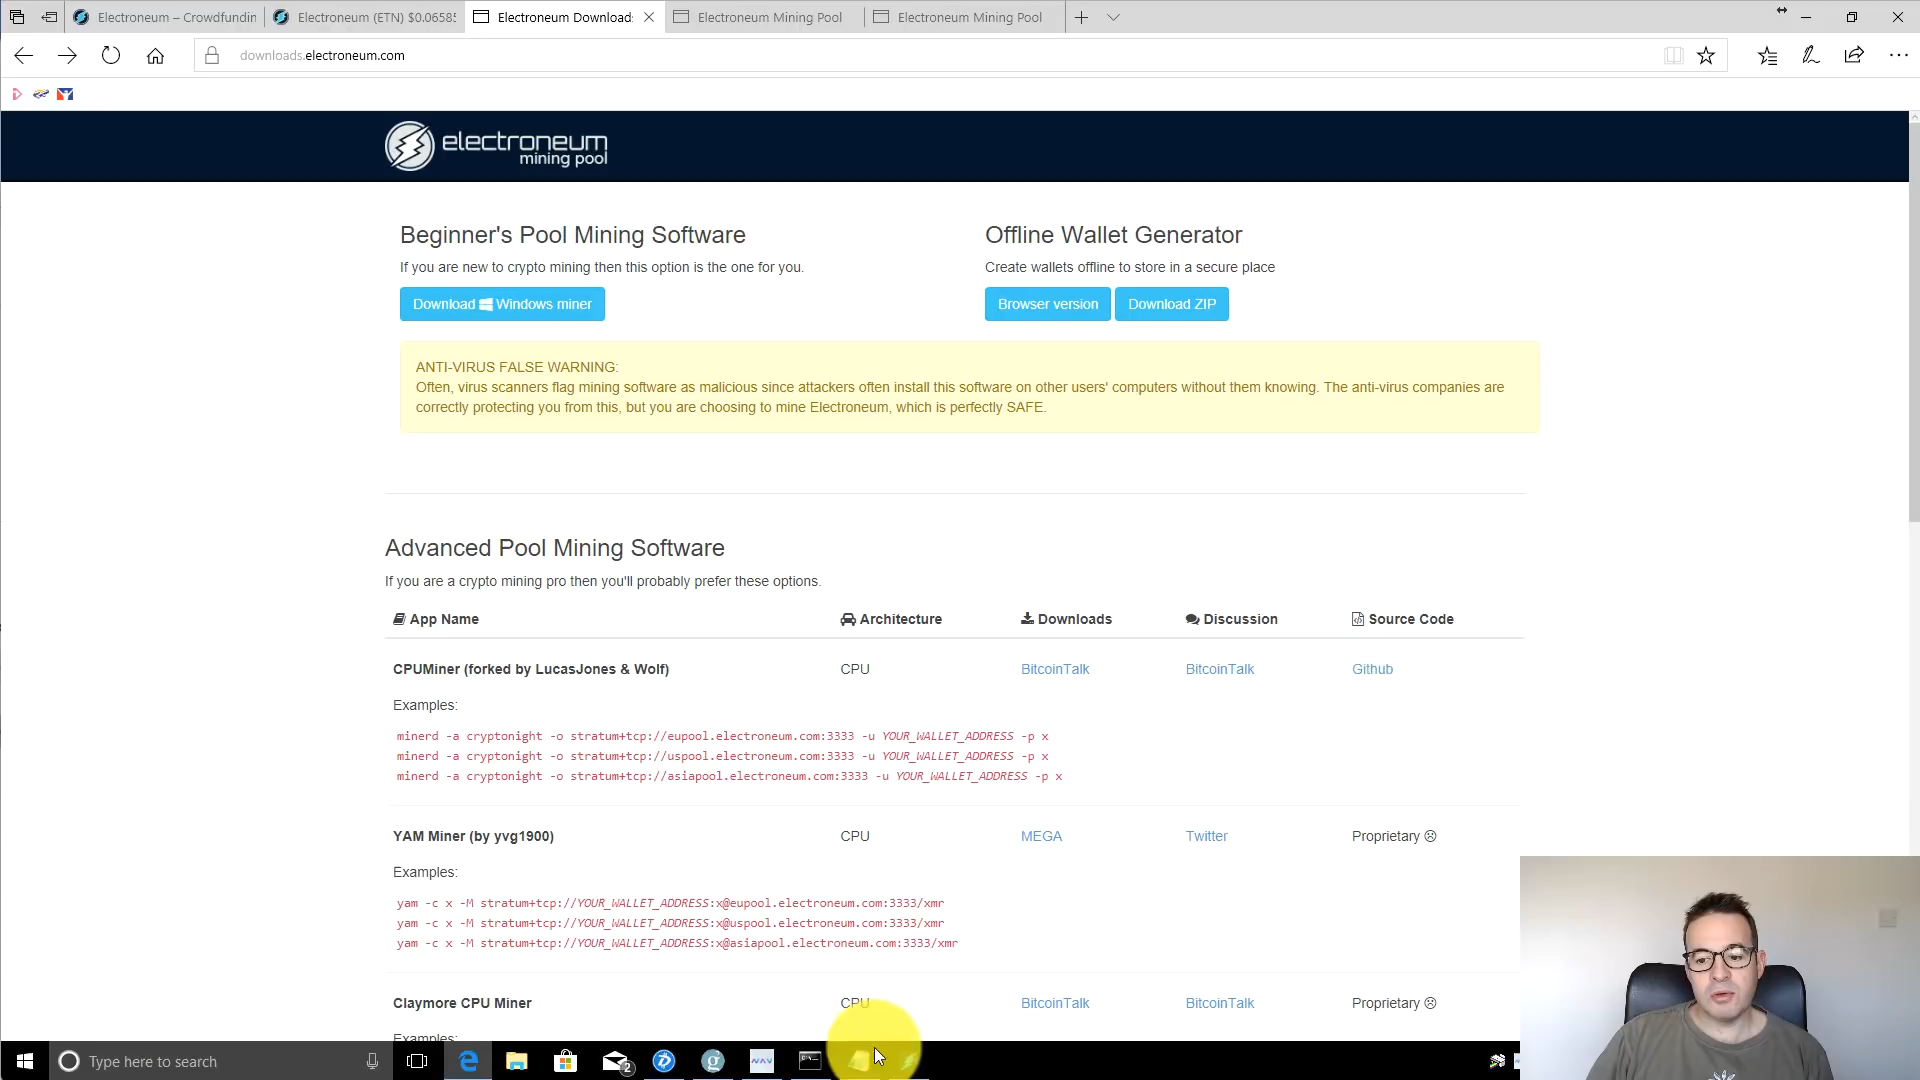 Electroneum – Crowdfundin
Electroneum (ETN) $0.06585
Electroneum Download:
Electroneum Mining Pool
Electroneum Mining Pool
downloads.electroneum.com
electroneum
mining pool
Beginner's Pool Mining Software
If you are new to crypto mining then this option is the one for you.
Download Windows miner
Offline Wallet Generator
Create wallets offline to store in a secure place
Browser version
Download ZIP
ANTI-VIRUS FALSE WARNING:
Often, virus scanners flag mining software as malicious since attackers often install this software on other users' computers without them knowing. The anti-virus companies are
correctly protecting you from this, but you are choosing to mine Electroneum, which is perfectly SAFE.
Advanced Pool Mining Software
If you are a crypto mining pro then you'll probably prefer these options.
App Name Architecture Downloads Discussion Source Code
CPUMiner (forked by LucasJones & Wolf) CPU BitcoinTalk BitcoinTalk Github
Examples:
minerd -a cryptonight -o stratum+tcp://eupool.electroneum.com:3333 -u YOUR_WALLET_ADDRESS -p x
minerd -a cryptonight -o stratum+tcp://uspool.electroneum.com:3333 -u YOUR_WALLET_ADDRESS -p x
minerd -a cryptonight -o stratum+tcp://asiapool.electroneum.com:3333 -u YOUR_WALLET_ADDRESS -p x
YAM Miner (by yvg1900) CPU MEGA Twitter Proprietary ☹
Examples:
yam -c x -M stratum+tcp://YOUR_WALLET_ADDRESS:x@eupool.electroneum.com:3333/xmr
yam -c x -M stratum+tcp://YOUR_WALLET_ADDRESS:x@uspool.electroneum.com:3333/xmr
yam -c x -M stratum+tcp://YOUR_WALLET_ADDRESS:x@asiapool.electroneum.com:3333/xmr
Claymore CPU Miner CPU BitcoinTalk BitcoinTalk Proprietary ☹
Examples:
Type here to search
2
NAV